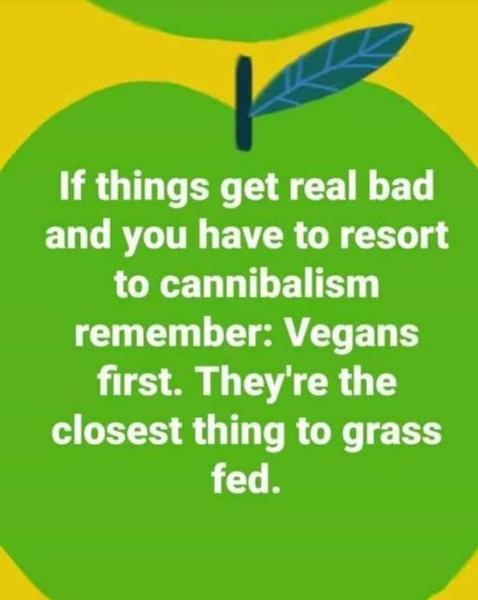 If things get real bad
and you have to resort
to cannibalism
remember: Vegans
first. They're the
closest thing to grass
fed.